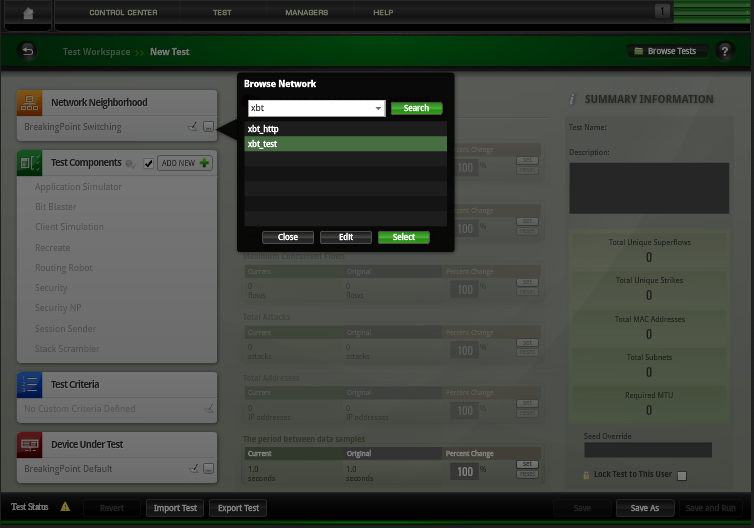 CONTROL CENTER TEST MANAGERS HELP 1
Test Workspace >> New Test Browse Tests ?
Browse Network
xbt Search
xbt_http
xbt_test
Close Edit Select
Network Neighborhood
BreakingPoint Switching
Test Components ADD NEW
Application Simulator
Bit Blaster
Client Simulation
Recreate
Routing Robot
Security
Security NP
Session Sender
Stack Scrambler
Test Criteria
No Custom Criteria Defined
Device Under Test
BreakingPoint Default
Percent Change
100 % set
reset
Percent Change
100 % set
reset
Maximum Concurrent Flows
Current Original Percent Change
0 0 100 % set
flows flows reset
Total Attacks
Current Original Percent Change
0 0 100 % set
attacks attacks reset
Total Addresses
Current Original Percent Change
0 0 100 % set
IP addresses IP addresses reset
The period between data samples
Current Original Percent Change
1.0 1.0 100 % set
seconds seconds reset
i SUMMARY INFORMATION
Test Name:
Description:
Total Unique Superflows
0
Total Unique Strikes
0
Total MAC Addresses
0
Total Subnets
0
Required MTU
0
Seed Override
Lock Test to This User
Test Status Revert Import Test Export Test Save Save As Save and Run